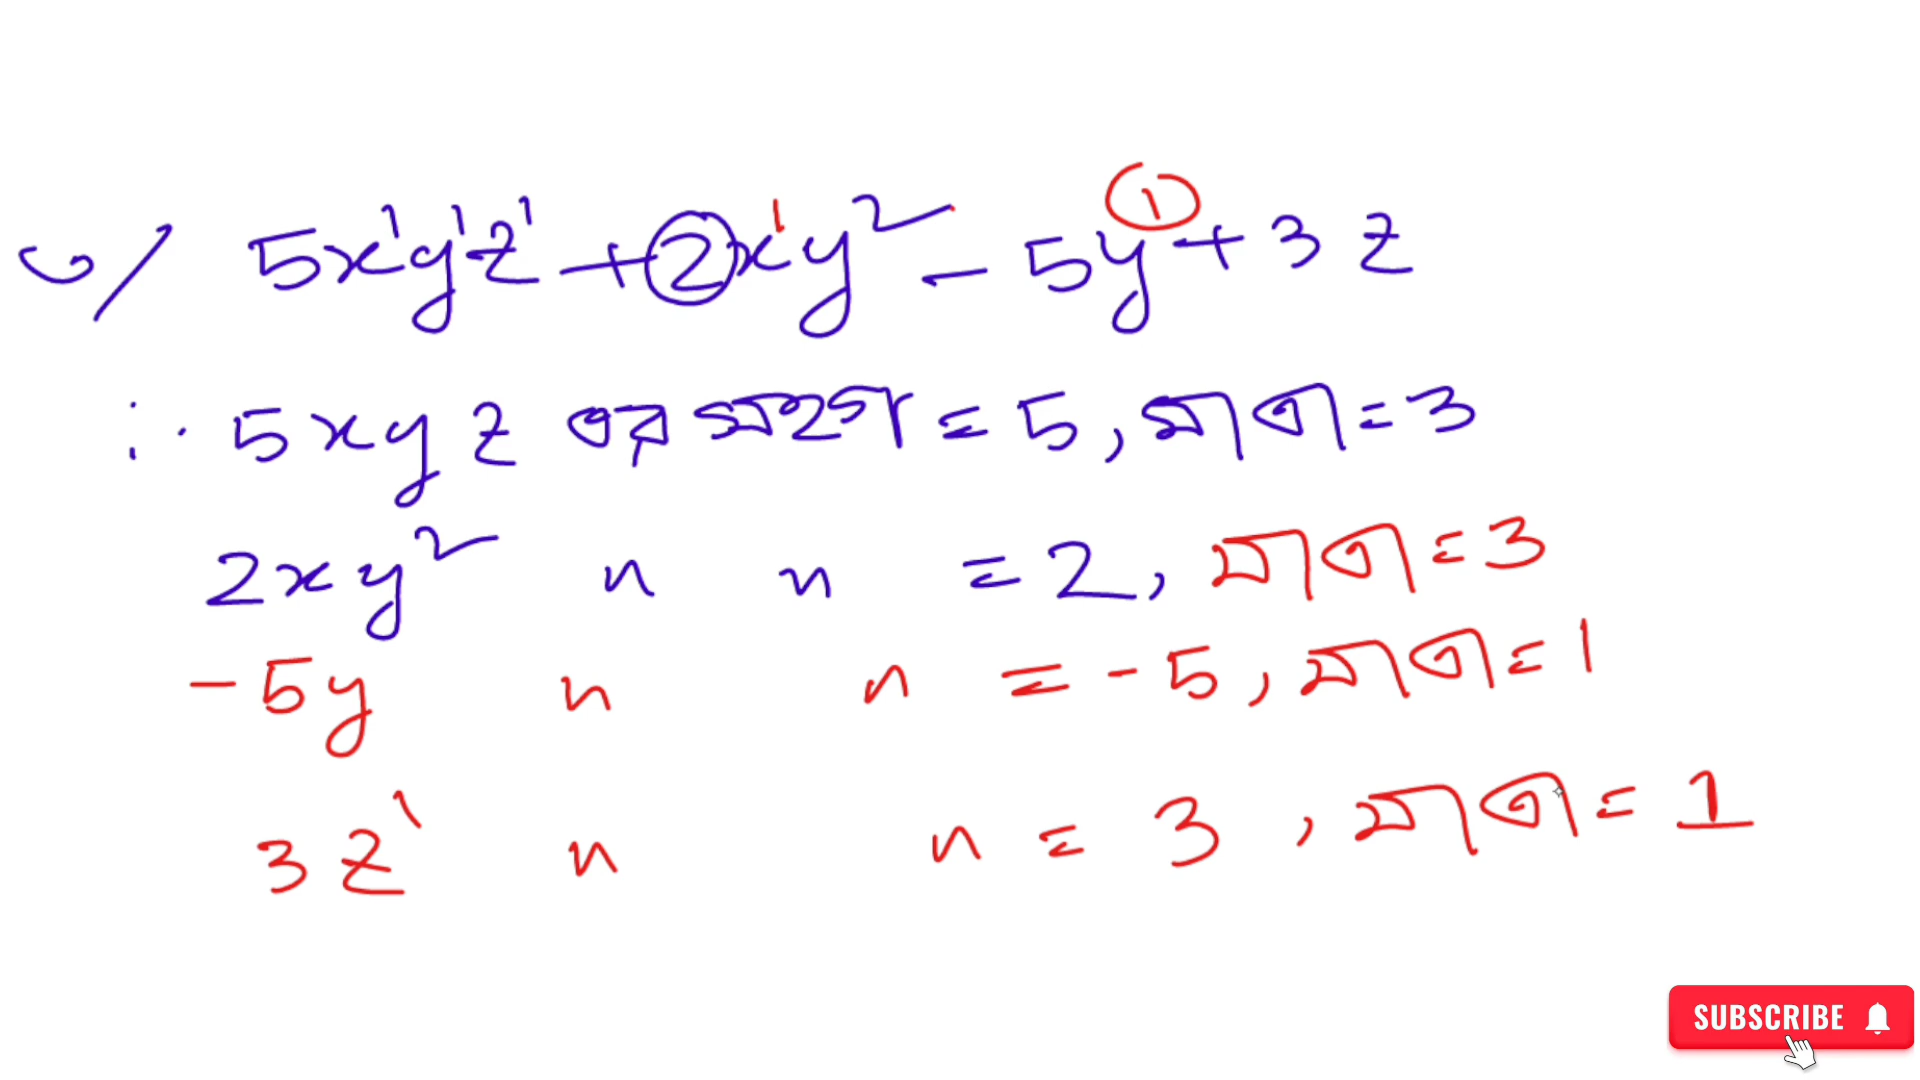 ৩/ 5x¹y¹z¹ + 2x¹y² - 5y¹ + 3z
∴ 5xyz এর সহগ = 5, মাত্রা = 3
2xy² " " = 2, মাত্রা = 3
-5y " " = -5, মাত্রা = 1
3z¹ " " = 3, মাত্রা = 1
SUBSCRIBE